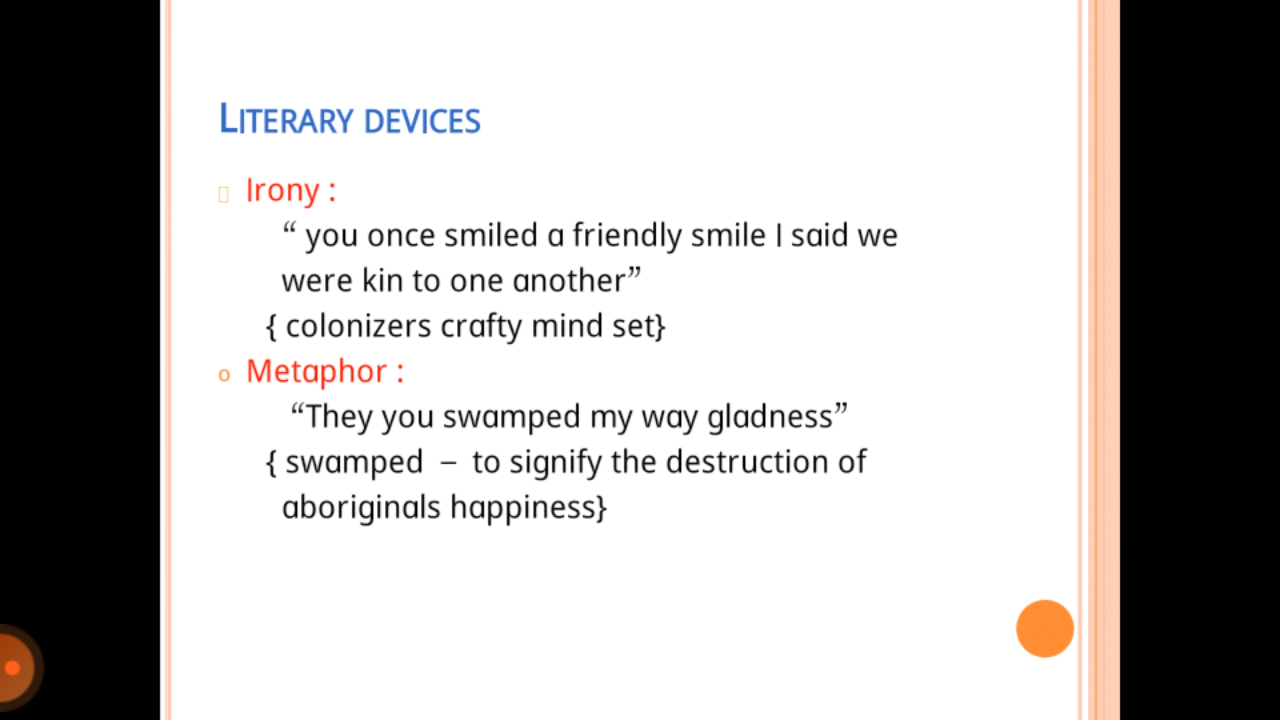 LITERARY DEVICES
Irony :
“ you once smiled a friendly smile I said we
were kin to one another”
{ colonizers crafty mind set}
o Metaphor :
“They you swamped my way gladness”
{ swamped – to signify the destruction of
aboriginals happiness}